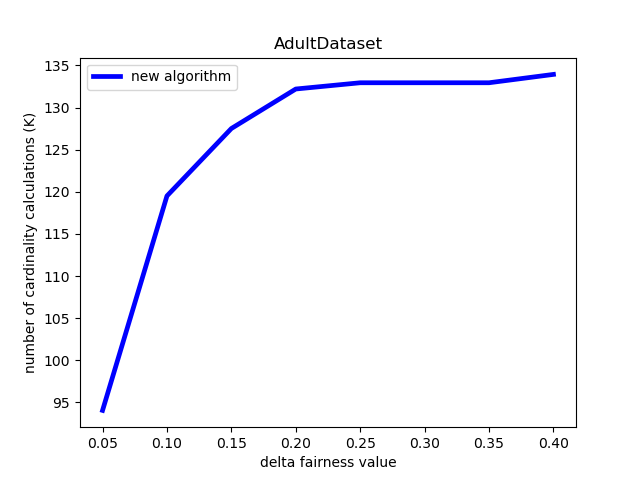 AdultDataset
new algorithm
number of cardinality calculations (K)
135
130
125
120
115
110
105
100
95
0.05 0.10 0.15 0.20 0.25 0.30 0.35 0.40
delta fairness value